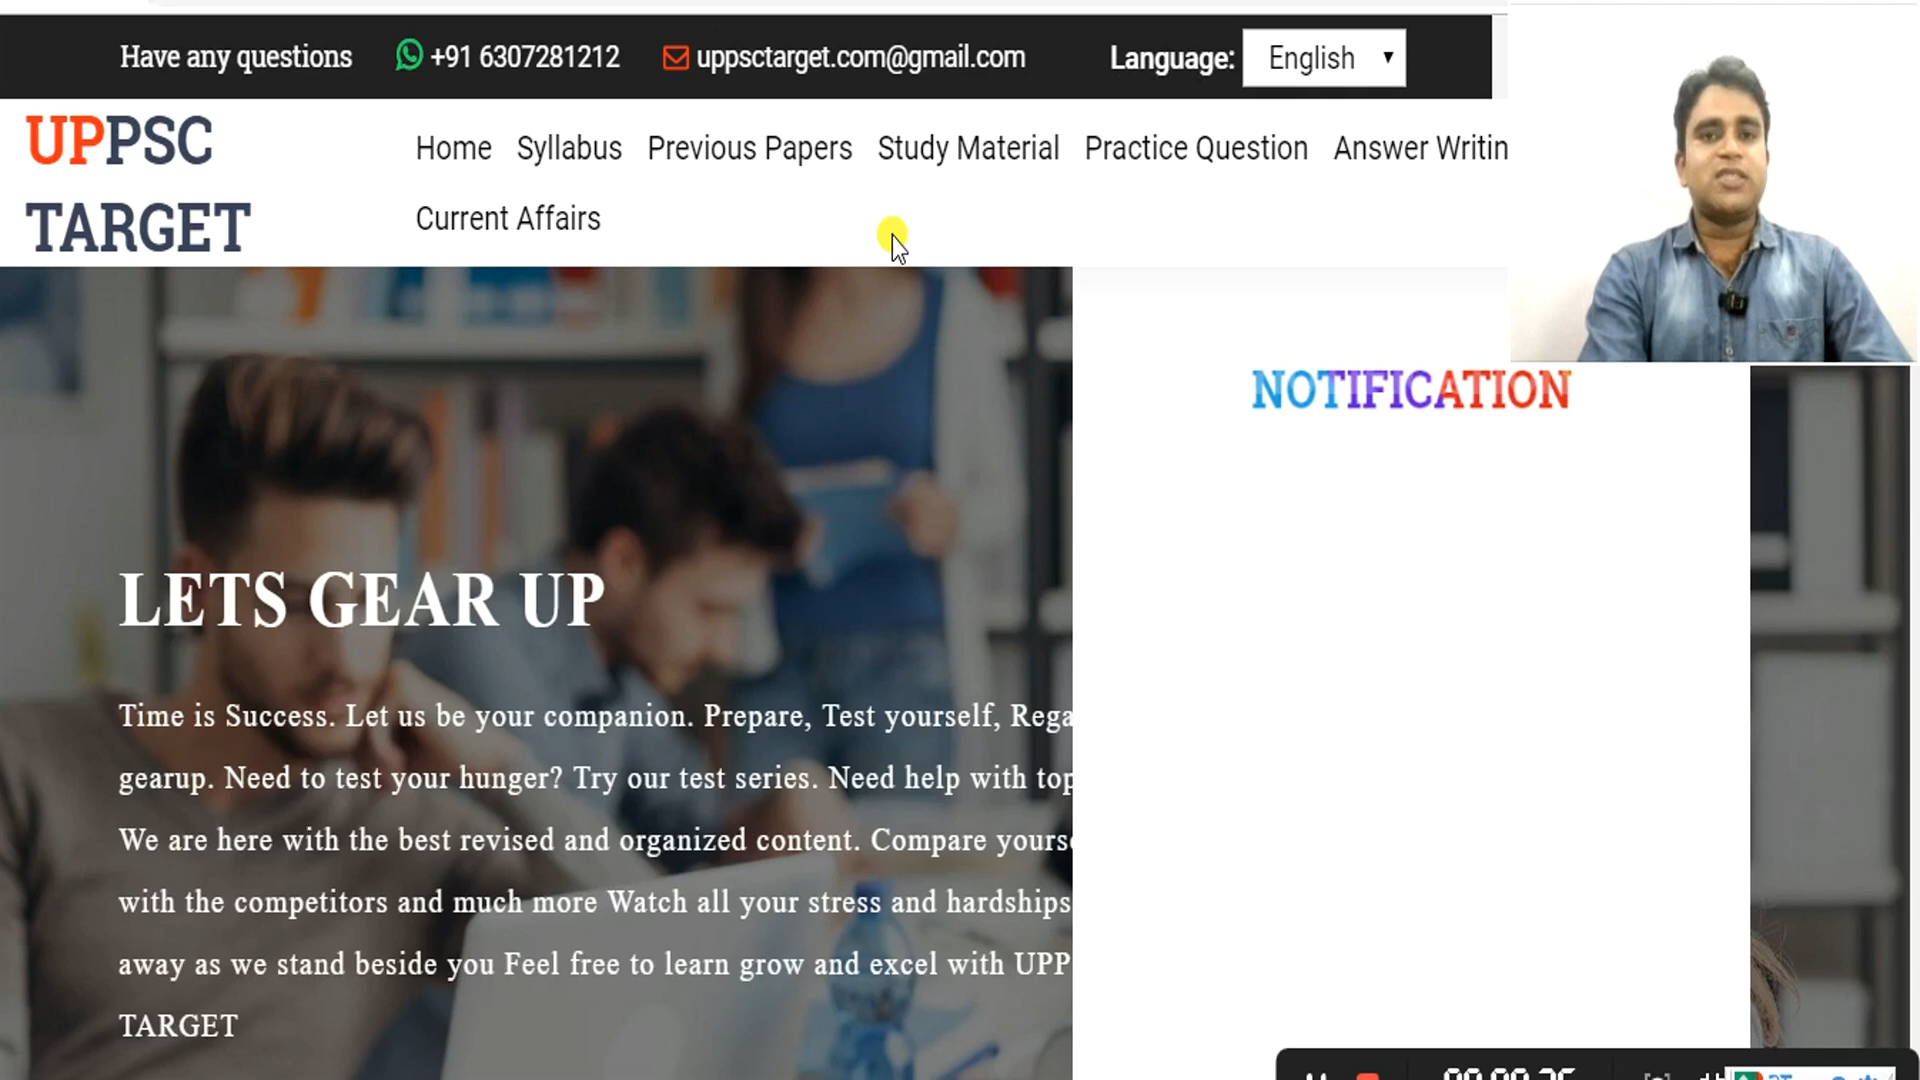 Have any questions +91 6307281212 uppsctarget.com@gmail.com Language: English
UPPSC
TARGET
Home Syllabus Previous Papers Study Material Practice Question Answer Writin
Current Affairs
NOTIFICATION
LETS GEAR UP
Time is Success. Let us be your companion. Prepare, Test yourself, Rega
gearup. Need to test your hunger? Try our test series. Need help with top
We are here with the best revised and organized content. Compare yourse
with the competitors and much more Watch all your stress and hardships
away as we stand beside you Feel free to learn grow and excel with UPP
TARGET